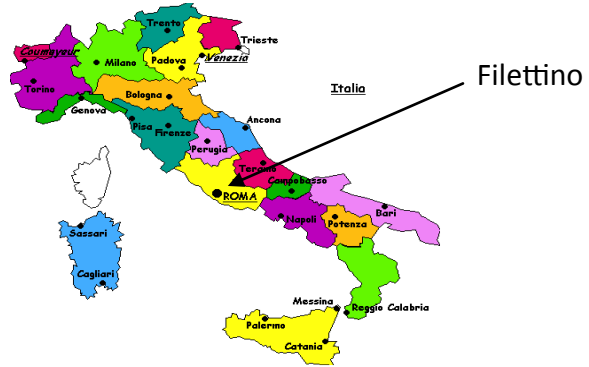 Trento
Trieste
Coumayeur
Milano
Padova
Venezia
Filettino
Torino
Bologna
Italia
Genova
Pisa
Firenze
Ancona
Perugia
Teramo
Campobasso
ROMA
Bari
Napoli
Potenza
Sassari
Cagliari
Messina
Reggio Calabria
Palermo
Catania